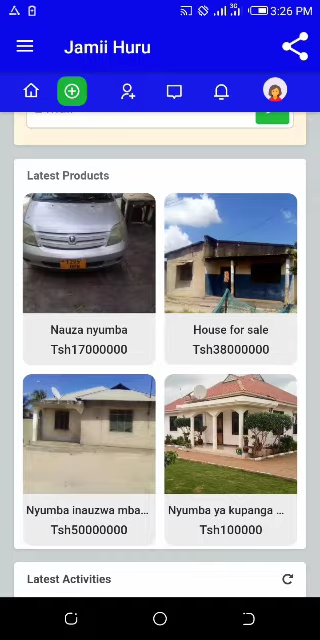 3G
3:26 PM
Jamii Huru
Latest Products
Nauza nyumba
Tsh17000000
House for sale
Tsh38000000
Nyumba inauzwa mba...
Tsh50000000
Nyumba ya kupanga ...
Tsh100000
Latest Activities